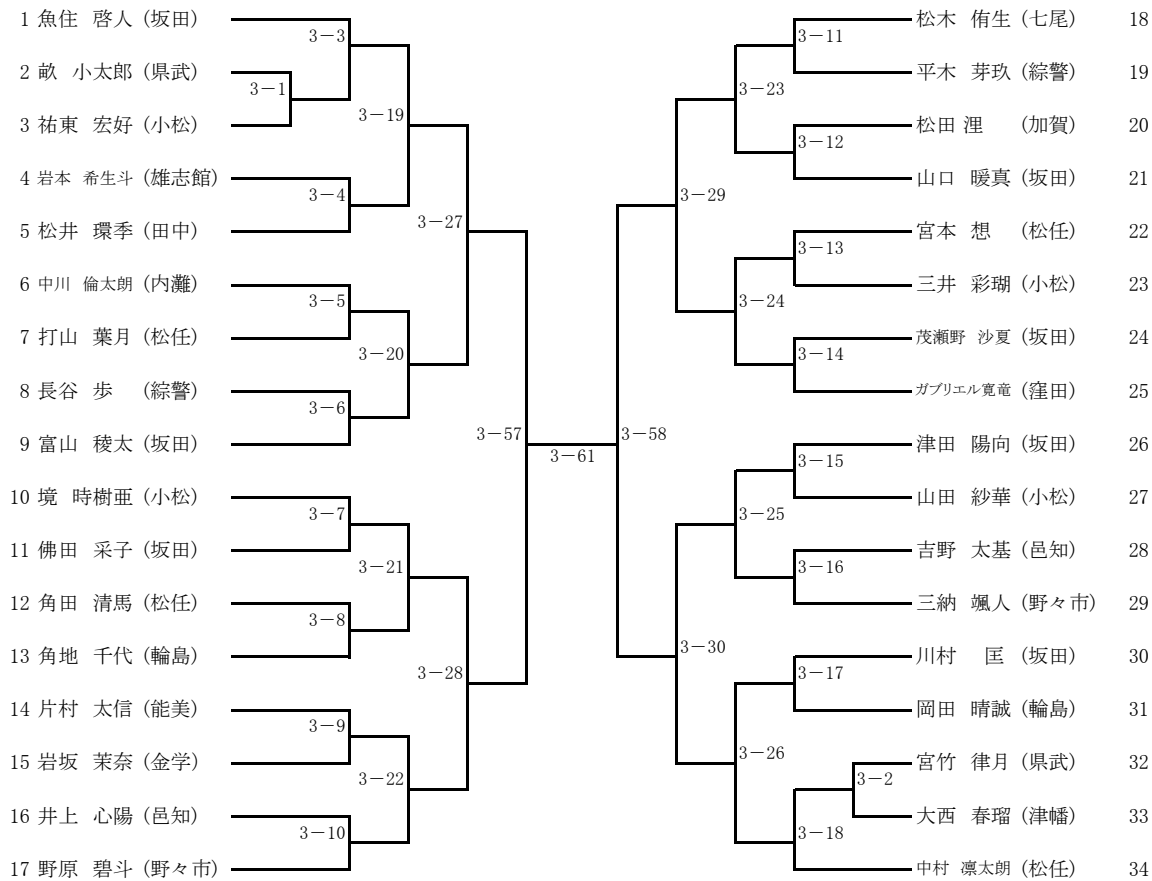 1 魚住 啓人 (坂田)
3－3
2 畝 小太郎 (県武)
3－1
3 祐東 宏好 (小松)
3－19
4 岩本 希生斗 (雄志館)
3－4
5 松井 環季 (田中)
3－27
6 中川 倫太朗 (内灘)
3－5
7 打山 葉月 (松任)
3－20
8 長谷 歩 (綜警)
3－6
9 富山 稜太 (坂田)
3－57
10 境 時樹亜 (小松)
3－7
11 佛田 采子 (坂田)
3－21
12 角田 清馬 (松任)
3－8
13 角地 千代 (輪島)
3－28
14 片村 太信 (能美)
3－9
15 岩坂 茉奈 (金学)
3－22
16 井上 心陽 (邑知)
3－10
17 野原 碧斗 (野々市)
3－61
松木 侑生 (七尾) 18
3－11
平木 芽玖 (綜警) 19
3－23
松田 浬 (加賀) 20
3－12
山口 暖真 (坂田) 21
3－29
宮本 想 (松任) 22
3－13
三井 彩瑚 (小松) 23
3－24
茂瀬野 沙夏 (坂田) 24
3－14
ガブリエル寛竜 (窪田) 25
3－58
津田 陽向 (坂田) 26
3－15
山田 紗華 (小松) 27
3－25
吉野 太基 (邑知) 28
3－16
三納 颯人 (野々市) 29
3－30
川村 匡 (坂田) 30
3－17
岡田 晴誠 (輪島) 31
3－26
宮竹 律月 (県武) 32
3－2
大西 春瑠 (津幡) 33
3－18
中村 凛太朗 (松任) 34